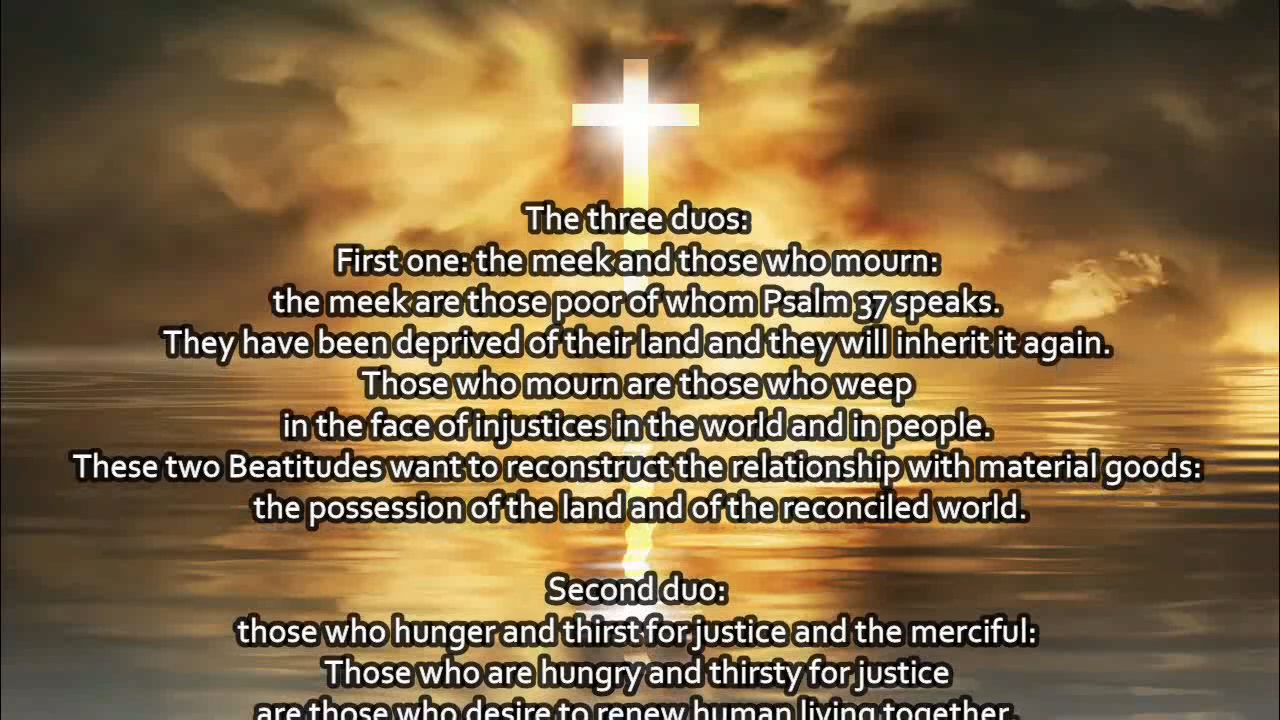 The three duos:
First one: the meek and those who mourn:
the meek are those poor of whom Psalm 37 speaks.
They have been deprived of their land and they will inherit it again.
Those who mourn are those who weep
in the face of injustices in the world and in people.
These two Beatitudes want to reconstruct the relationship with material goods:
the possession of the land and of the reconciled world.
Second duo:
those who hunger and thirst for justice and the merciful:
Those who are hungry and thirsty for justice
are those who desire to renew human living together.